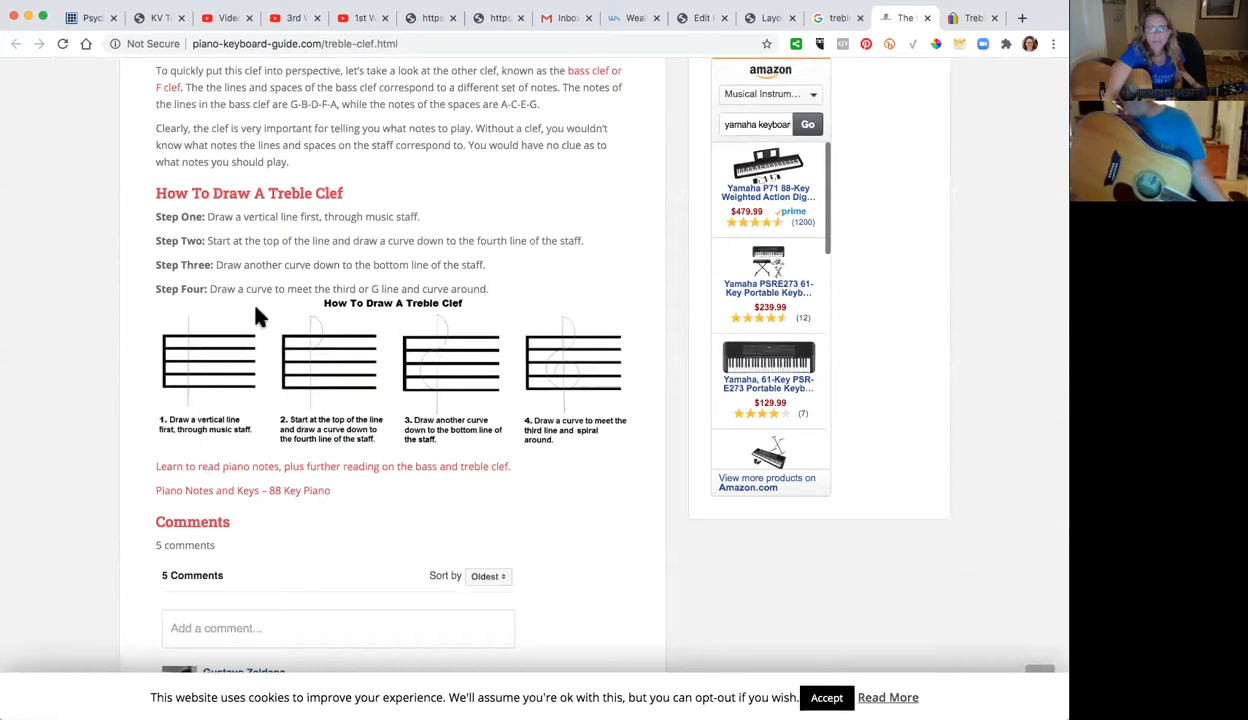 Psycl
KV T
Video
3rd V
1st V
https
https
Inbo
Weal
Edit
Layo
treble
The
Treb
Not Secure
piano-keyboard-guide.com/treble-clef.html
To quickly put this clef into perspective, let's take a look at the other clef, known as the bass clef or
F clef. The the lines and spaces of the bass clef correspond to a different set of notes. The notes of
the lines in the bass clef are G-B-D-F-A, while the notes of the spaces are A-C-E-G.
Clearly, the clef is very important for telling you what notes to play. Without a clef, you wouldn't
know what notes the lines and spaces on the staff correspond to. You would have no clue as to
what notes you should play.
How To Draw A Treble Clef
Step One: Draw a vertical line first, through music staff.
Step Two: Start at the top of the line and draw a curve down to the fourth line of the staff.
Step Three: Draw another curve down to the bottom line of the staff.
Step Four: Draw a curve to meet the third or G line and curve around.
How To Draw A Treble Clef
1. Draw a vertical line
first, through music staff.
2. Start at the top of the line
and draw a curve down to
the fourth line of the staff.
3. Draw another curve
down to the bottom line of
the staff.
4. Draw a curve to meet the
third line and spiral
around.
Learn to read piano notes, plus further reading on the bass and treble clef.
Piano Notes and Keys – 88 Key Piano
Comments
5 comments
5 Comments
Sort by Oldest
Add a comment...
amazon
Musical Instrum...
yamaha keyboar Go
Yamaha P71 88-Key
Weighted Action Dig...
$479.99 prime
(1200)
Yamaha PSRE273 61-
Key Portable Keyb...
$239.99
(12)
Yamaha, 61-Key PSR-
E273 Portable Keyb...
$129.99
(7)
View more products on
Amazon.com
This website uses cookies to improve your experience. We'll assume you're ok with this, but you can opt-out if you wish. Accept Read More